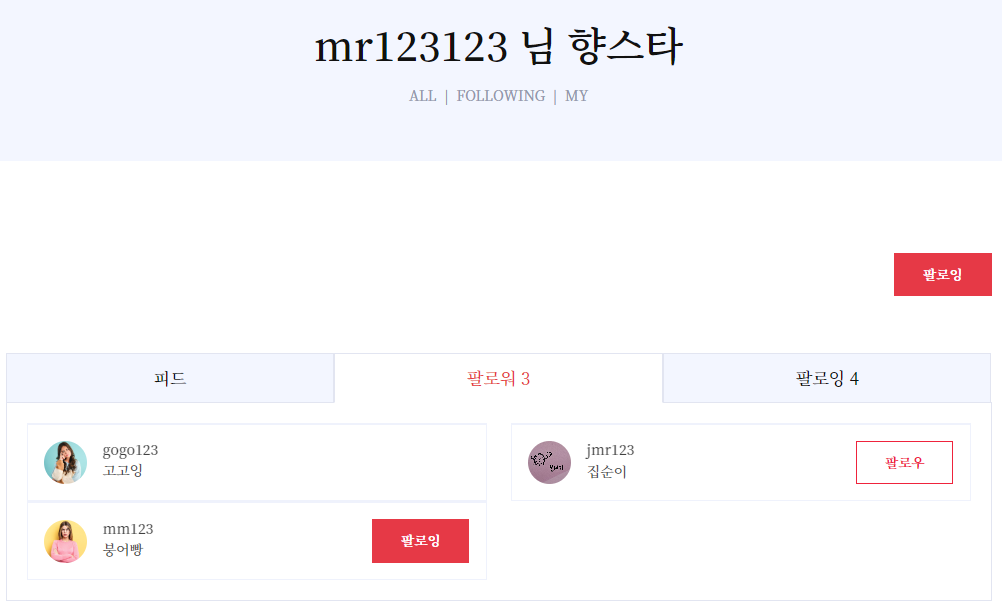 mr123123 님 향스타
ALL | FOLLOWING | MY
팔로잉
피드
팔로워 3
팔로잉 4
gogo123
고고잉
jmr123
집순이
팔로우
mm123
붕어빵
팔로잉